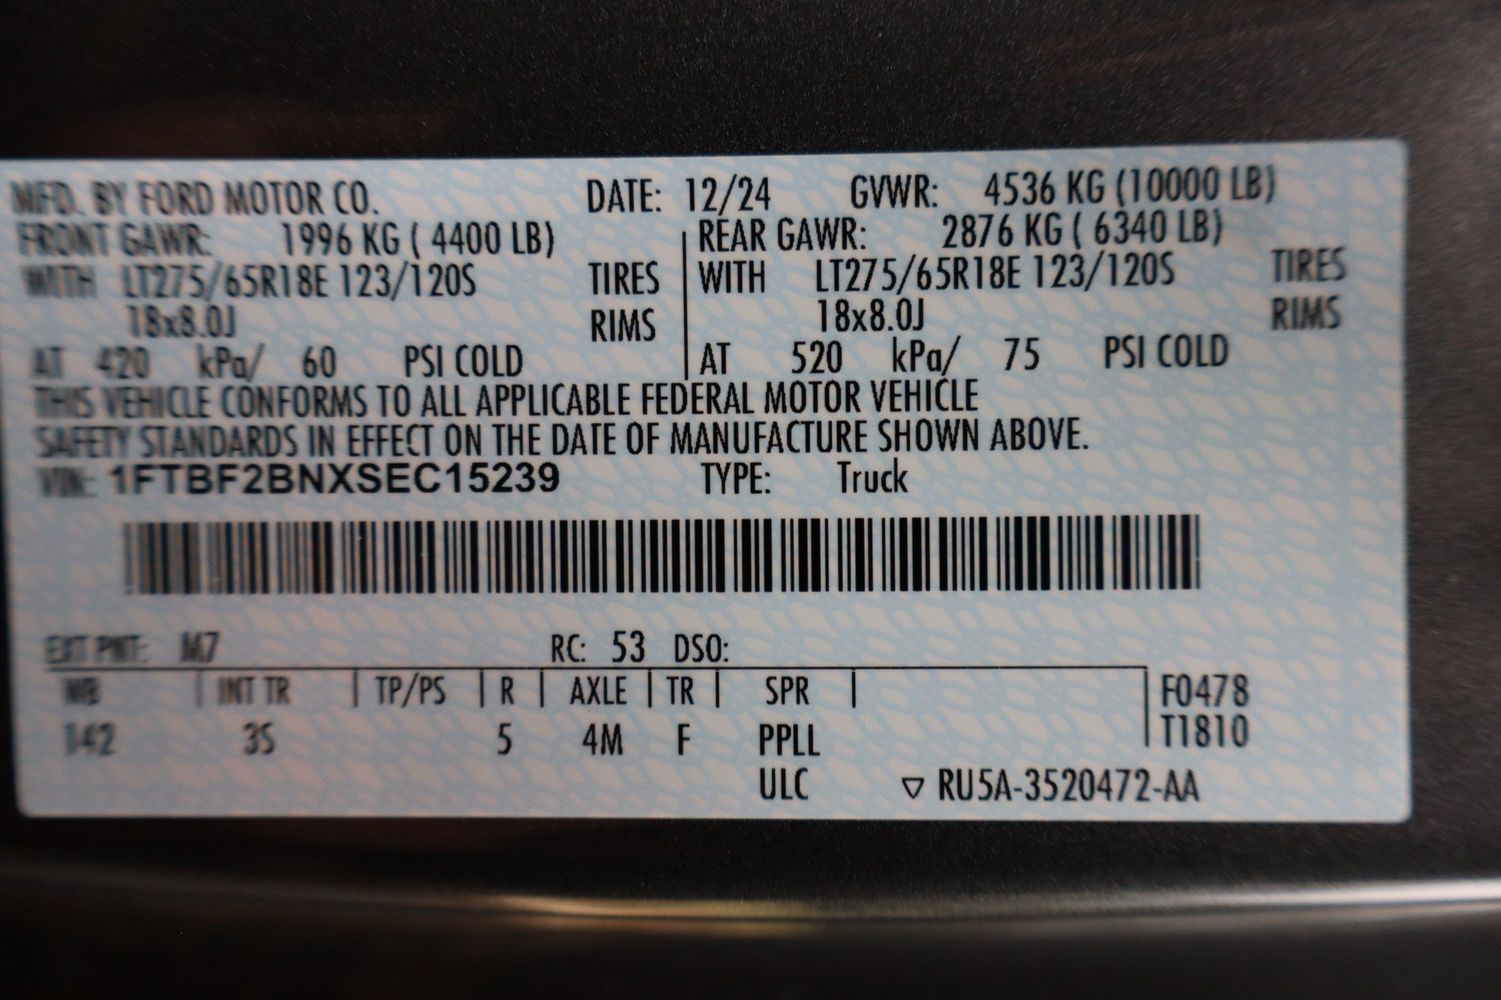 MFD. BY FORD MOTOR CO. DATE: 12/24 GVWR: 4536 KG (10000 LB)
FRONT GAWR: 1996 KG ( 4400 LB) REAR GAWR: 2876 KG ( 6340 LB)
WITH LT275/65R18E 123/120S TIRES WITH LT275/65R18E 123/120S TIRES
18x8.0J RIMS 18x8.0J RIMS
AT 420 kPa/ 60 PSI COLD AT 520 kPa/ 75 PSI COLD
THIS VEHICLE CONFORMS TO ALL APPLICABLE FEDERAL MOTOR VEHICLE
SAFETY STANDARDS IN EFFECT ON THE DATE OF MANUFACTURE SHOWN ABOVE.
VIN: 1FTBF2BNXSEC15239 TYPE: Truck
EXT PNT: M7 RC: 53 DSO:
WB INT TR TP/PS R AXLE TR SPR F0478
142 3S 5 4M F PPLL T1810
ULC ▽ RU5A-3520472-AA